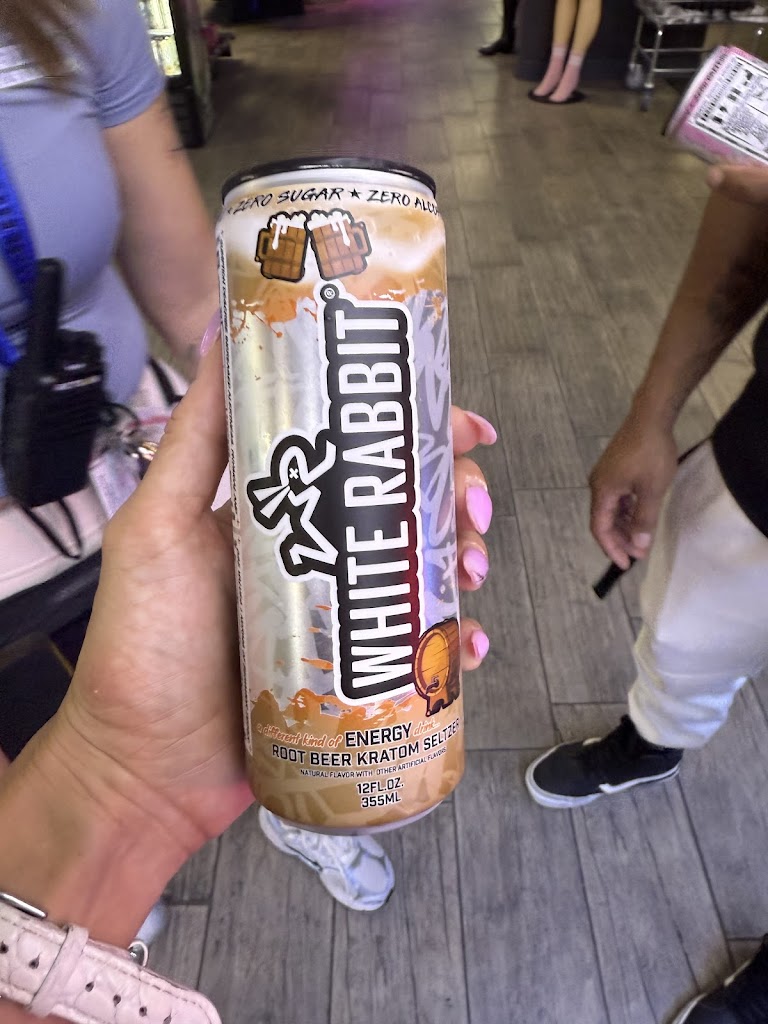 ★ ZERO SUGAR ★ ZERO ALCO
WHITE RABBIT®
a different kind of ENERGY drink...
ROOT BEER KRATOM SELTZER
NATURAL FLAVOR WITH OTHER ARTIFICIAL FLAVORS
12FL.OZ.
355ML